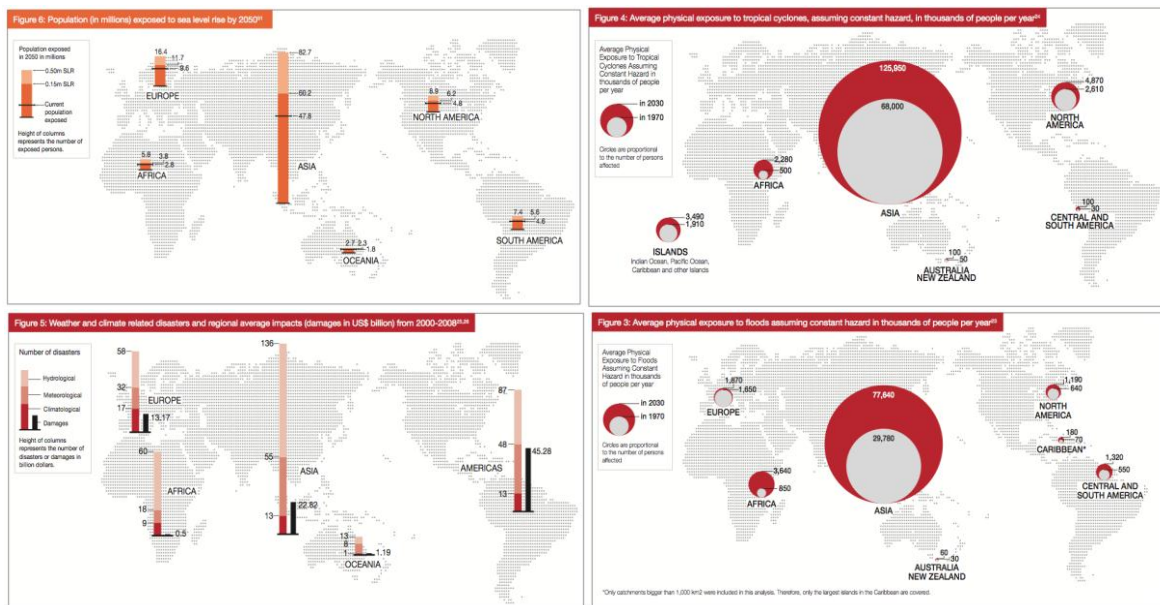 Figure 6: Population (in millions) exposed to sea level rise by 2050
Population exposed
in 2050 in millions
0.50m SLR
0.15m SLR
Current
population
exposed
Height of columns
represents the number of
exposed persons.
16.4
11.7
9.6
EUROPE
5.8
3.8
2.8
AFRICA
82.7
60.2
47.8
ASIA
8.9
6.2
4.8
NORTH AMERICA
7.4
5.6
4.6
SOUTH AMERICA
2.7
2.3
1.8
OCEANIA
Figure 4: Average physical exposure to tropical cyclones, assuming constant hazard, in thousands of people per year
Average Physical
Exposure to Tropical
Cyclones Assuming
Constant Hazard in
thousands of people
per year
in 2030
in 1970
Circles are proportional
to the number of persons
affected
125,950
68,000
ASIA
4,870
2,610
NORTH
AMERICA
2,280
500
AFRICA
3,490
1,910
ISLANDS
Indian Ocean, Pacific Ocean,
Caribbean and other Islands
100
30
CENTRAL AND
SOUTH AMERICA
100
50
AUSTRALIA
NEW ZEALAND
Figure 5: Weather and climate related disasters and regional average impacts (damages in US$ billion) from 2000-2008
Number of disasters
Hydrological
Meteorological
Climatological
Damages
Height of columns
represents the number of
disasters or damages in
billion dollars.
58
32
17
EUROPE
13.17
60
18
9
AFRICA
0.5
136
55
13
ASIA
22.82
87
48
13
AMERICAS
45.28
13
8
1
1.19
OCEANIA
Figure 3: Average physical exposure to floods assuming constant hazard in thousands of people per year
Average Physical
Exposure to Floods
Assuming Constant
Hazard in thousands
of people per year
in 2030
in 1970
Circles are proportional
to the number of persons
affected
1,870
1,650
EUROPE
77,640
29,780
ASIA
3,640
850
AFRICA
1,190
640
NORTH
AMERICA
180
70
CARIBBEAN*
1,320
550
CENTRAL AND
SOUTH AMERICA
60
30
AUSTRALIA
NEW ZEALAND
*Only catchments bigger than 1,000 km2 were included in this analysis. Therefore, only the largest islands in the Caribbean are covered.